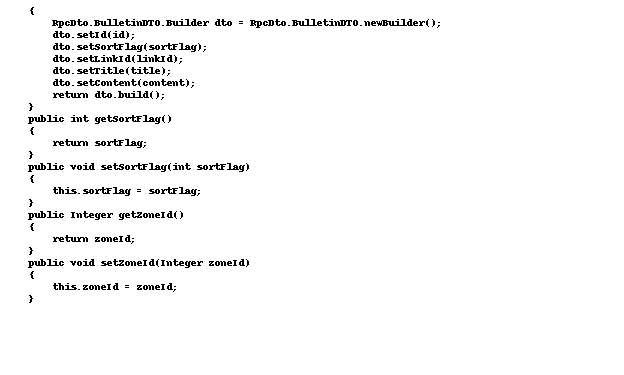 {
    RpcDto.BulletinDTO.Builder dto = RpcDto.BulletinDTO.newBuilder();
    dto.setId(id);
    dto.setSortFlag(sortFlag);
    dto.setLinkId(linkId);
    dto.setTitle(title);
    dto.setContent(content);
    return dto.build();
}
public int getSortFlag()
{
    return sortFlag;
}
public void setSortFlag(int sortFlag)
{
    this.sortFlag = sortFlag;
}
public Integer getZoneId()
{
    return zoneId;
}
public void setZoneId(Integer zoneId)
{
    this.zoneId = zoneId;
}